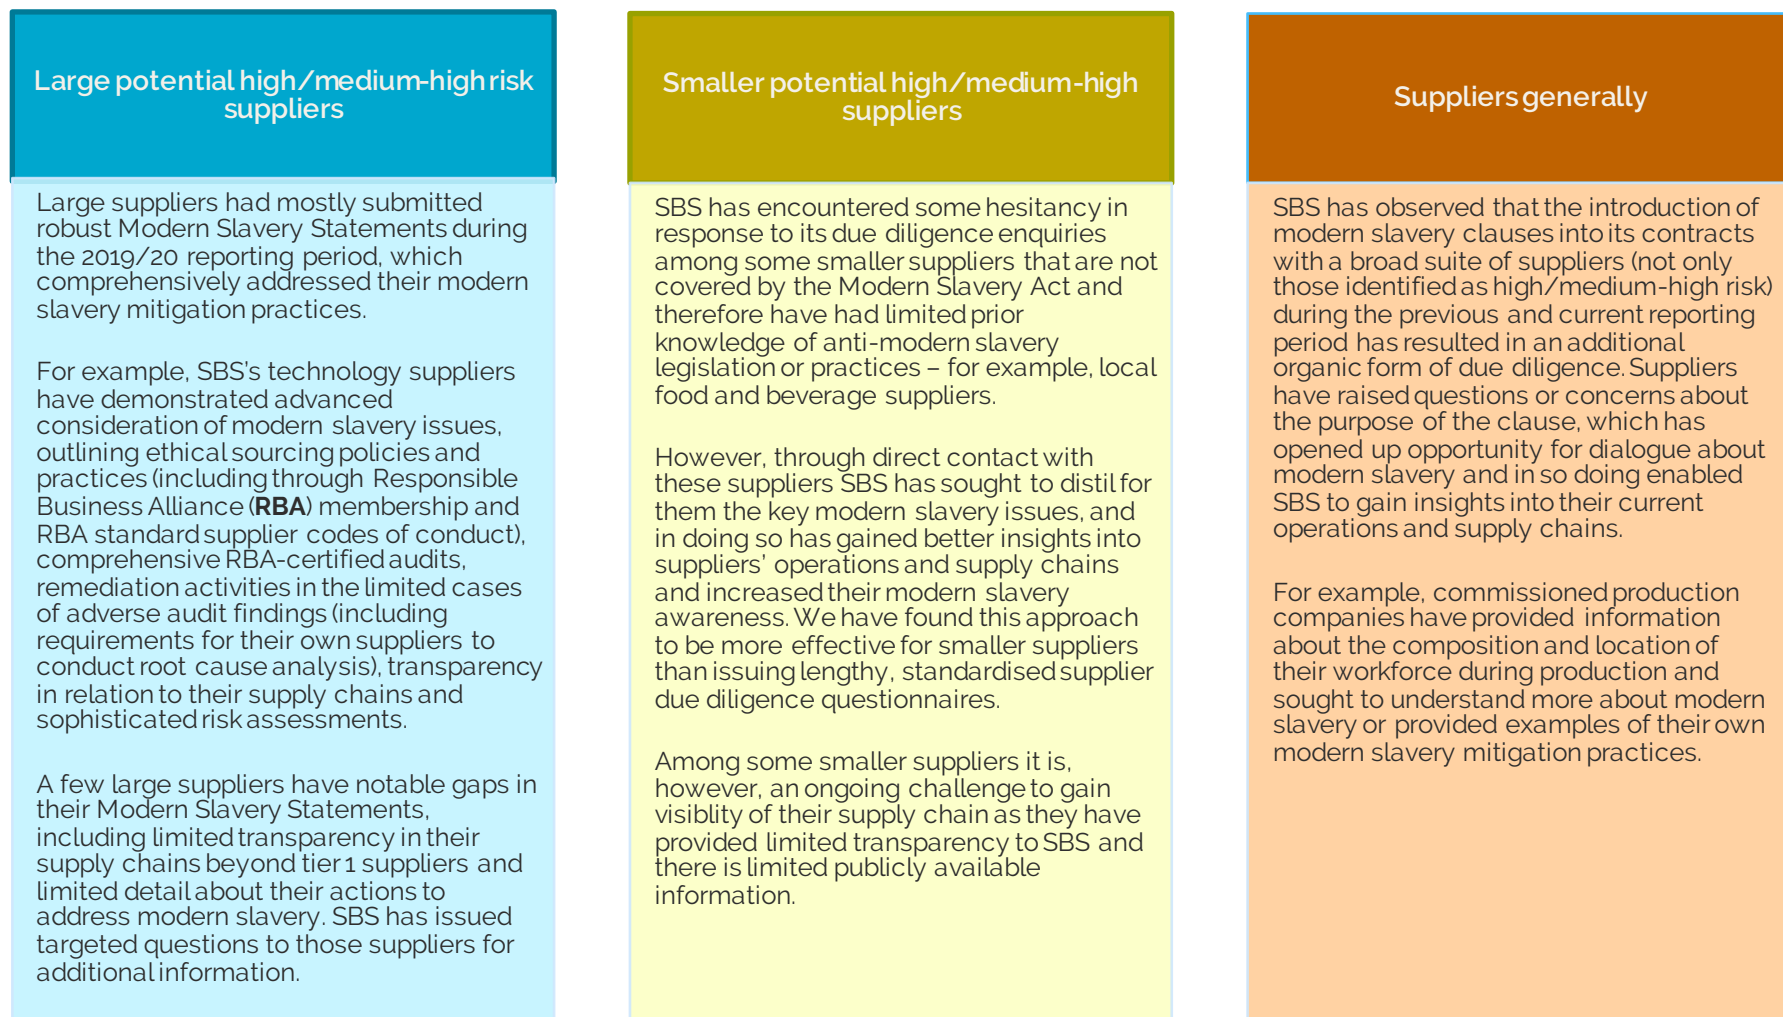 Large potential high/medium-high risk
suppliers
Large suppliers had mostly submitted
robust Modern Slavery Statements during
the 2019/20 reporting period, which
comprehensively addressed their modern
slavery mitigation practices.
For example, SBS's technology suppliers
have demonstrated advanced
consideration of modern slavery issues,
outlining ethical sourcing policies and
practices (including through Responsible
Business Alliance (RBA) membership and
RBA standard supplier codes of conduct),
comprehensive RBA-certified audits,
remediation activities in the limited cases
of adverse audit findings (including
requirements for their own suppliers to
conduct root cause analysis), transparency
in relation to their supply chains and
sophisticated risk assessments.
A few large suppliers have notable gaps in
their Modern Slavery Statements,
including limited transparency in their
supply chains beyond tier 1 suppliers and
limited detail about their actions to
address modern slavery. SBS has issued
targeted questions to those suppliers for
additional information.
Smaller potential high/medium-high
suppliers
SBS has encountered some hesitancy in
response to its due diligence enquiries
among some smaller suppliers that are not
covered by the Modern Slavery Act and
therefore have had limited prior
knowledge of anti-modern slavery
legislation or practices – for example, local
food and beverage suppliers.
However, through direct contact with
these suppliers SBS has sought to distil for
them the key modern slavery issues, and
in doing so has gained better insights into
suppliers' operations and supply chains
and increased their modern slavery
awareness. We have found this approach
to be more effective for smaller suppliers
than issuing lengthy, standardised supplier
due diligence questionnaires.
Among some smaller suppliers it is,
however, an ongoing challenge to gain
visiblity of their supply chain as they have
provided limited transparency to SBS and
there is limited publicly available
information.
Suppliers generally
SBS has observed that the introduction of
modern slavery clauses into its contracts
with a broad suite of suppliers (not only
those identified as high/medium-high risk)
during the previous and current reporting
period has resulted in an additional
organic form of due diligence. Suppliers
have raised questions or concerns about
the purpose of the clause, which has
opened up opportunity for dialogue about
modern slavery and in so doing enabled
SBS to gain insights into their current
operations and supply chains.
For example, commissioned production
companies have provided information
about the composition and location of
their workforce during production and
sought to understand more about modern
slavery or provided examples of their own
modern slavery mitigation practices.